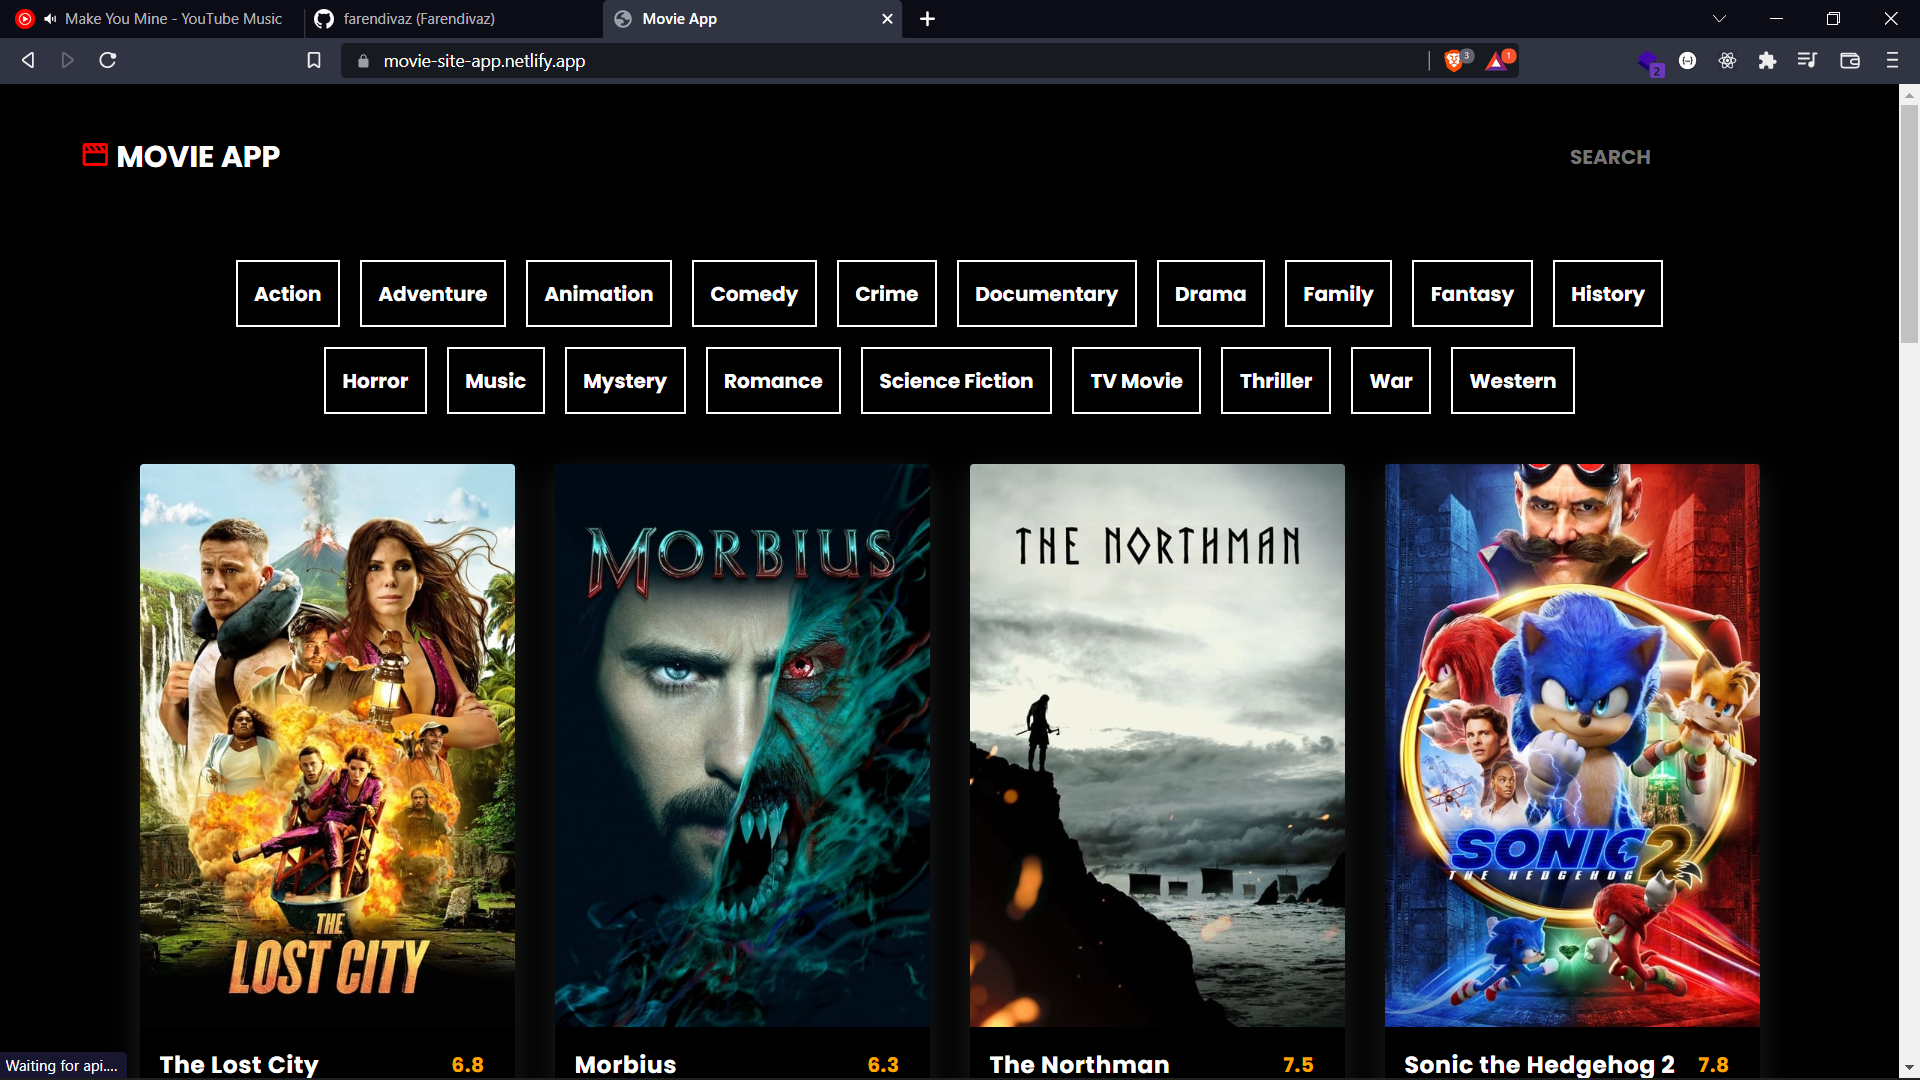 Make You Mine - YouTube Music
farendivaz (Farendivaz)
Movie App
movie-site-app.netlify.app
3
1
2
MOVIE APP
SEARCH
Action
Adventure
Animation
Comedy
Crime
Documentary
Drama
Family
Fantasy
History
Horror
Music
Mystery
Romance
Science Fiction
TV Movie
Thriller
War
Western
THE
LOST CITY
MORBIUS
THE NORTHMAN
SONIC 2
THE HEDGEHOG
The Lost City 6.8
Morbius 6.3
The Northman 7.5
Sonic the Hedgehog 2 7.8
Waiting for api....